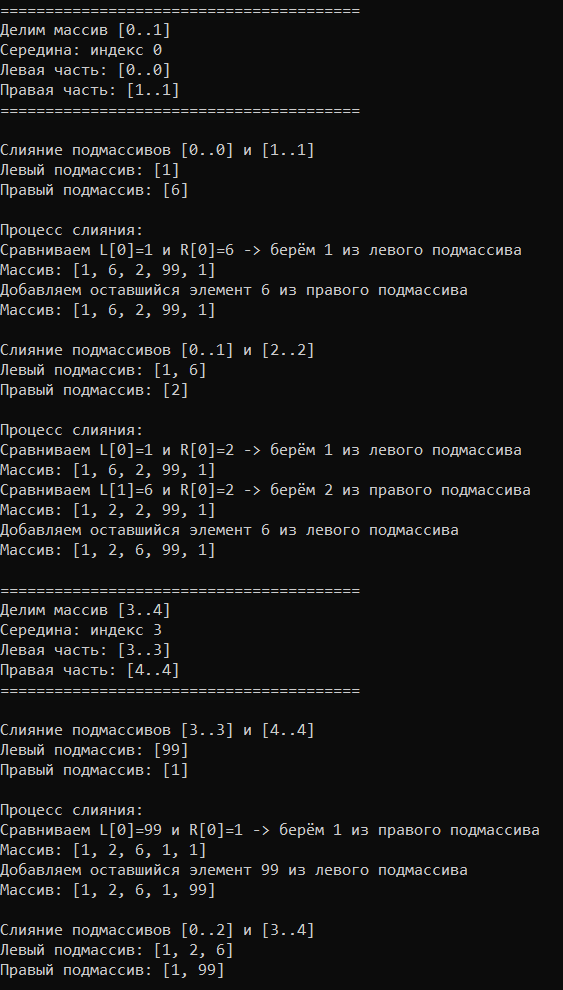 ========================================
Делим массив [0..1]
Середина: индекс 0
Левая часть: [0..0]
Правая часть: [1..1]
========================================
Слияние подмассивов [0..0] и [1..1]
Левый подмассив: [1]
Правый подмассив: [6]
Процесс слияния:
Сравниваем L[0]=1 и R[0]=6 -> берём 1 из левого подмассива
Массив: [1, 6, 2, 99, 1]
Добавляем оставшийся элемент 6 из правого подмассива
Массив: [1, 6, 2, 99, 1]
Слияние подмассивов [0..1] и [2..2]
Левый подмассив: [1, 6]
Правый подмассив: [2]
Процесс слияния:
Сравниваем L[0]=1 и R[0]=2 -> берём 1 из левого подмассива
Массив: [1, 6, 2, 99, 1]
Сравниваем L[1]=6 и R[0]=2 -> берём 2 из правого подмассива
Массив: [1, 2, 2, 99, 1]
Добавляем оставшийся элемент 6 из левого подмассива
Массив: [1, 2, 6, 99, 1]
========================================
Делим массив [3..4]
Середина: индекс 3
Левая часть: [3..3]
Правая часть: [4..4]
========================================
Слияние подмассивов [3..3] и [4..4]
Левый подмассив: [99]
Правый подмассив: [1]
Процесс слияния:
Сравниваем L[0]=99 и R[0]=1 -> берём 1 из правого подмассива
Массив: [1, 2, 6, 1, 1]
Добавляем оставшийся элемент 99 из левого подмассива
Массив: [1, 2, 6, 1, 99]
Слияние подмассивов [0..2] и [3..4]
Левый подмассив: [1, 2, 6]
Правый подмассив: [1, 99]